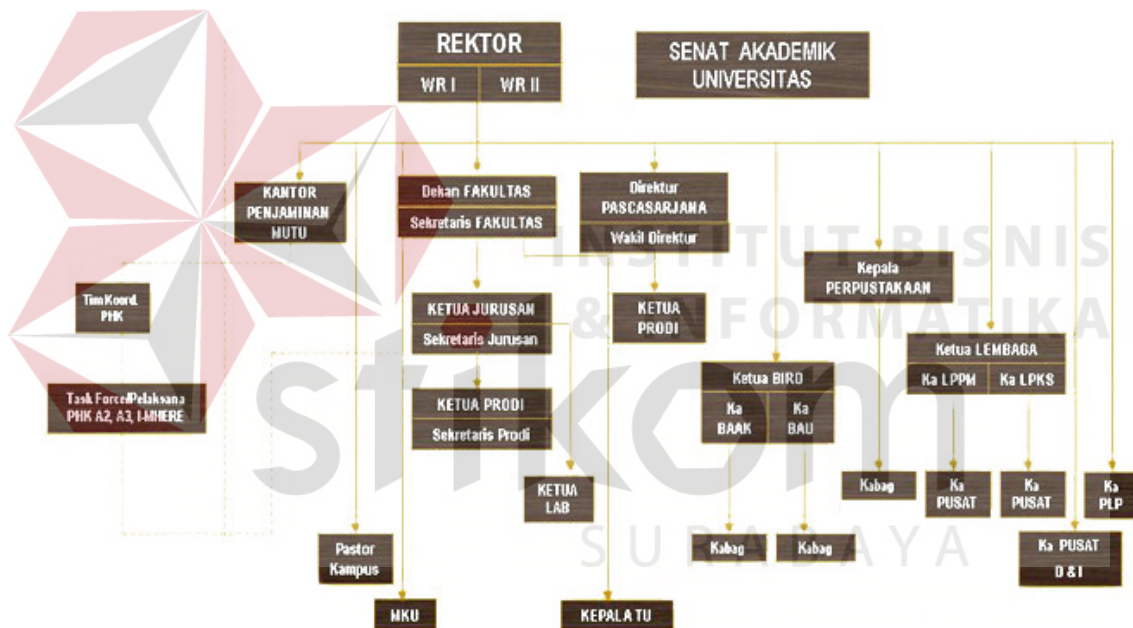 REKTOR
WR I
WR II
SENAT AKADEMIK
UNIVERSITAS
KANTOR
PENJAMINAN
MUTU
Dekan FAKULTAS
Sekretaris FAKULTAS
Direktur
PASCASARJANA
Wakil Direktur
INSTITUT BISNIS
& INFORMATIKA
stikom
SURABAYA
Kepala
PERPUSTAKAAN
Tim Koord.
PHK
KETUA JURUSAN
Sekretaris Jurusan
KETUA
PRODI
Ketua LEMBAGA
Ka LPPM
Ka LPKS
Task Force/Pelaksana
PHK A2, A3, I-MHERE
KETUA PRODI
Sekretaris Prodi
Ketua BIRO
Ka
BAAK
Ka
BAU
KETUA
LAB
Kabag
Ka
PUSAT
Ka
PUSAT
Ka
PLP
Pastor
Kampus
Kabag
Kabag
Ka PUSAT
D & I
MKU
KEPALA TU